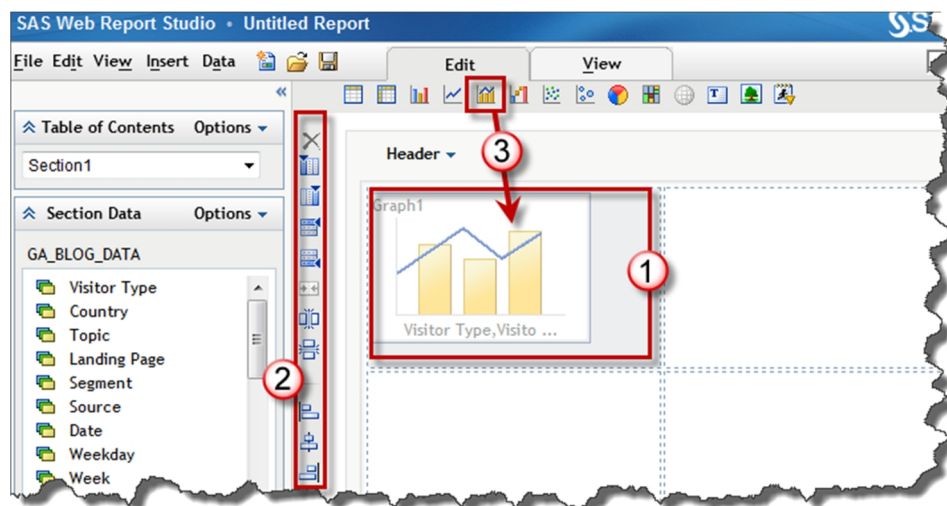 SAS Web Report Studio • Untitled Report
File Edit View Insert Data
Edit
View
T
Table of Contents Options
Section1
Header
3
Section Data Options
GA_BLOG_DATA
Visitor Type
Country
Topic
Landing Page
Segment
Source
Date
Weekday
Week
2
Graph1
1
Visitor Type,Visito ...